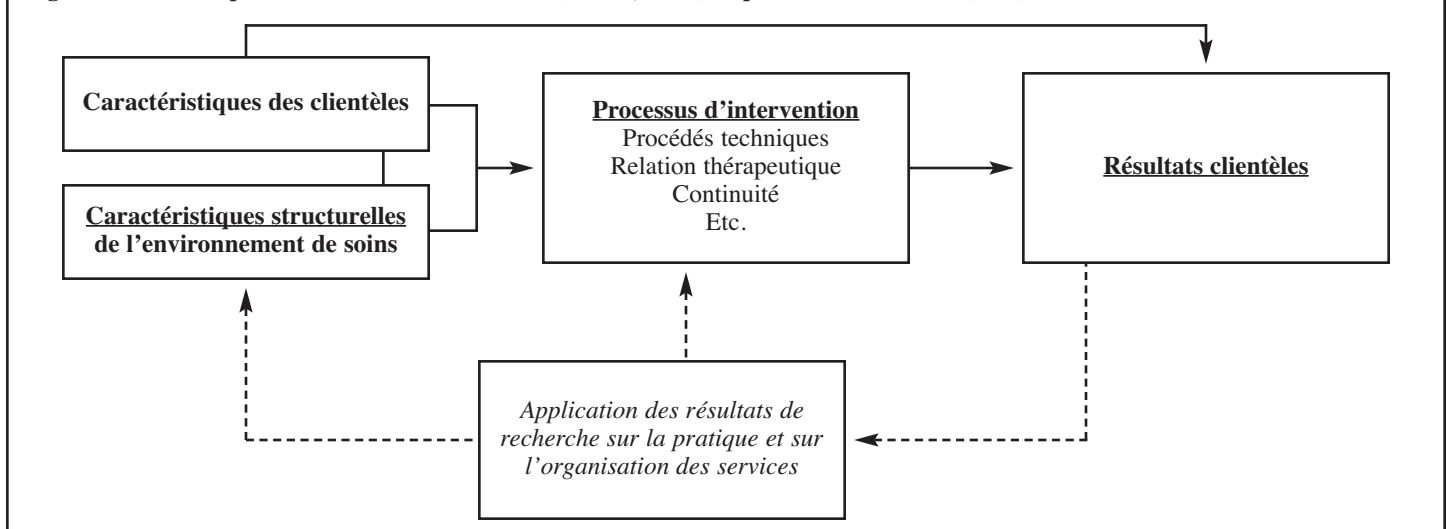 Caractéristiques des clientèles
Caractéristiques structurelles
de l'environnement de soins
Processus d'intervention
Procédés techniques
Relation thérapeutique
Continuité
Etc.
Résultats clientèles
Application des résultats de
recherche sur la pratique et sur
l'organisation des services